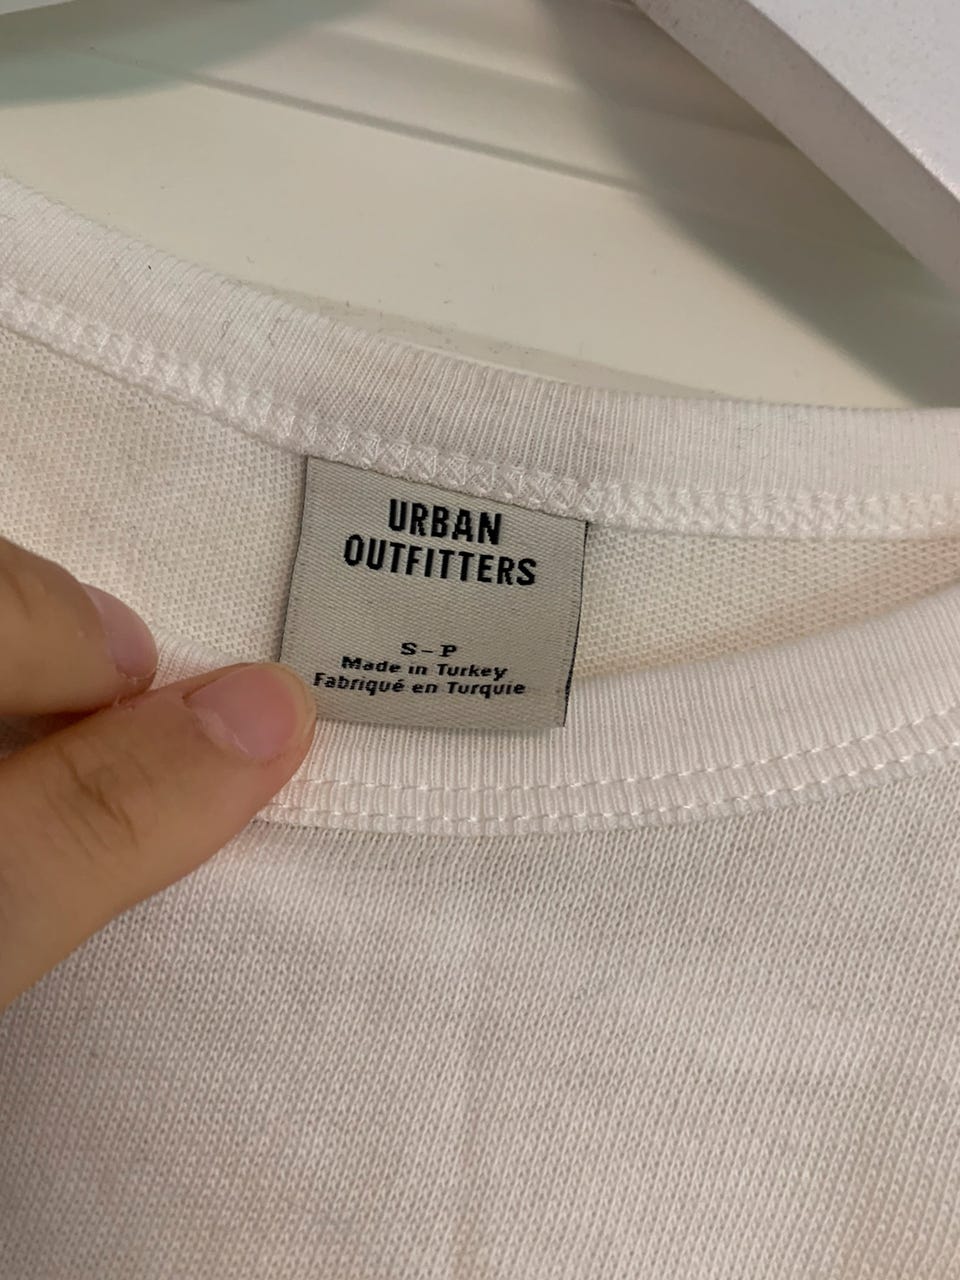 URBAN
OUTFITTERS
S-P
Made in Turkey
Fabriqué en Turquie